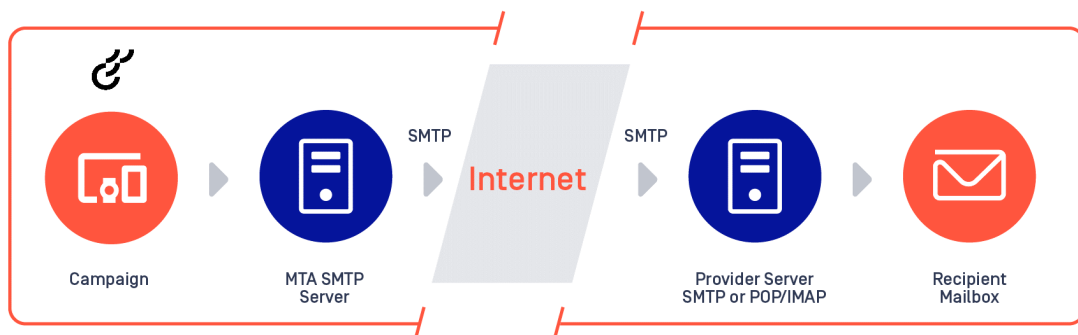 SMTP
SMTP
Internet
Campaign
MTA SMTP
Server
Provider Server
SMTP or POP/IMAP
Recipient
Mailbox